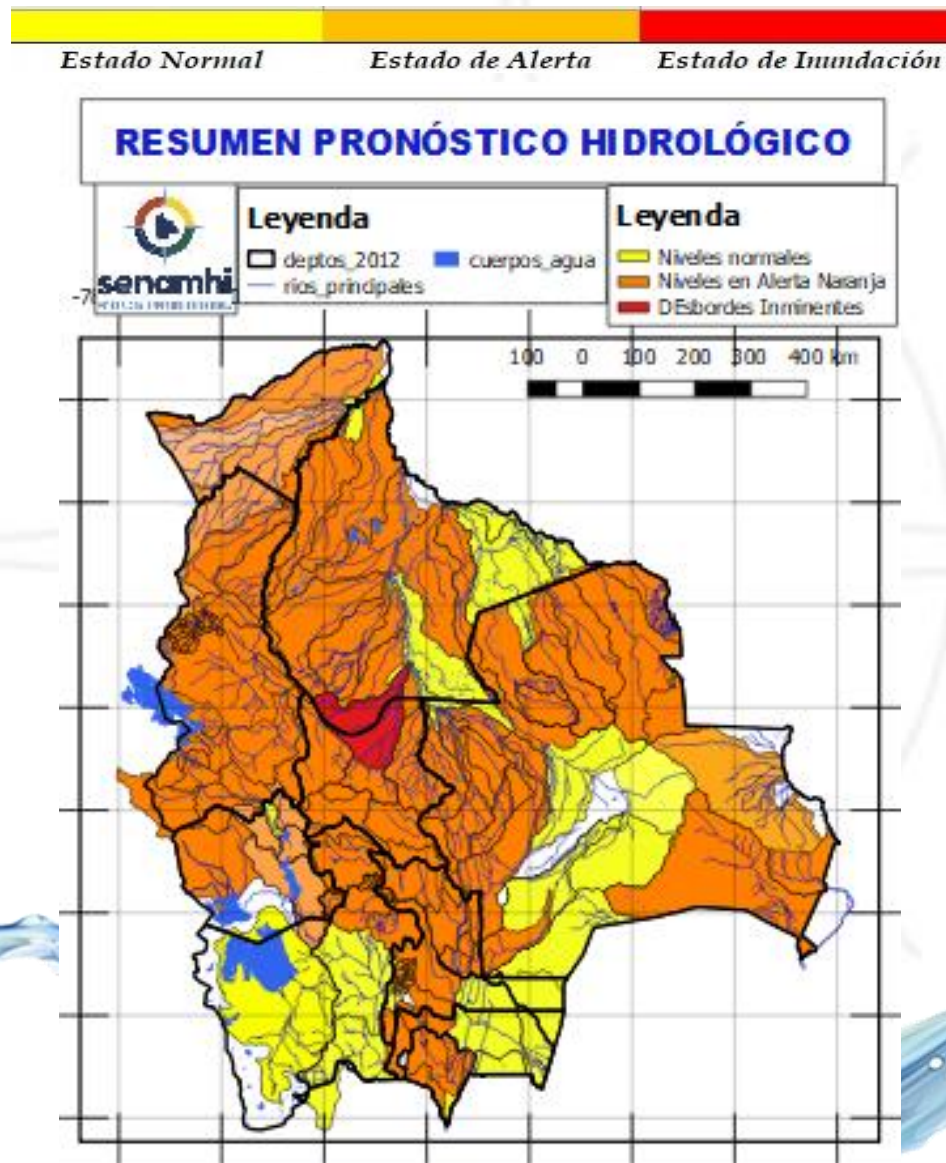 Estado Normal Estado de Alerta Estado de Inundación
RESUMEN PRONÓSTICO HIDROLÓGICO
senamhi
Leyenda
deptos_2012 cuerpos_agua
rios_principales
Leyenda
Niveles normales
Niveles en Alerta Naranja
DEsbordes Inminentes
100 0 100 200 300 400 km